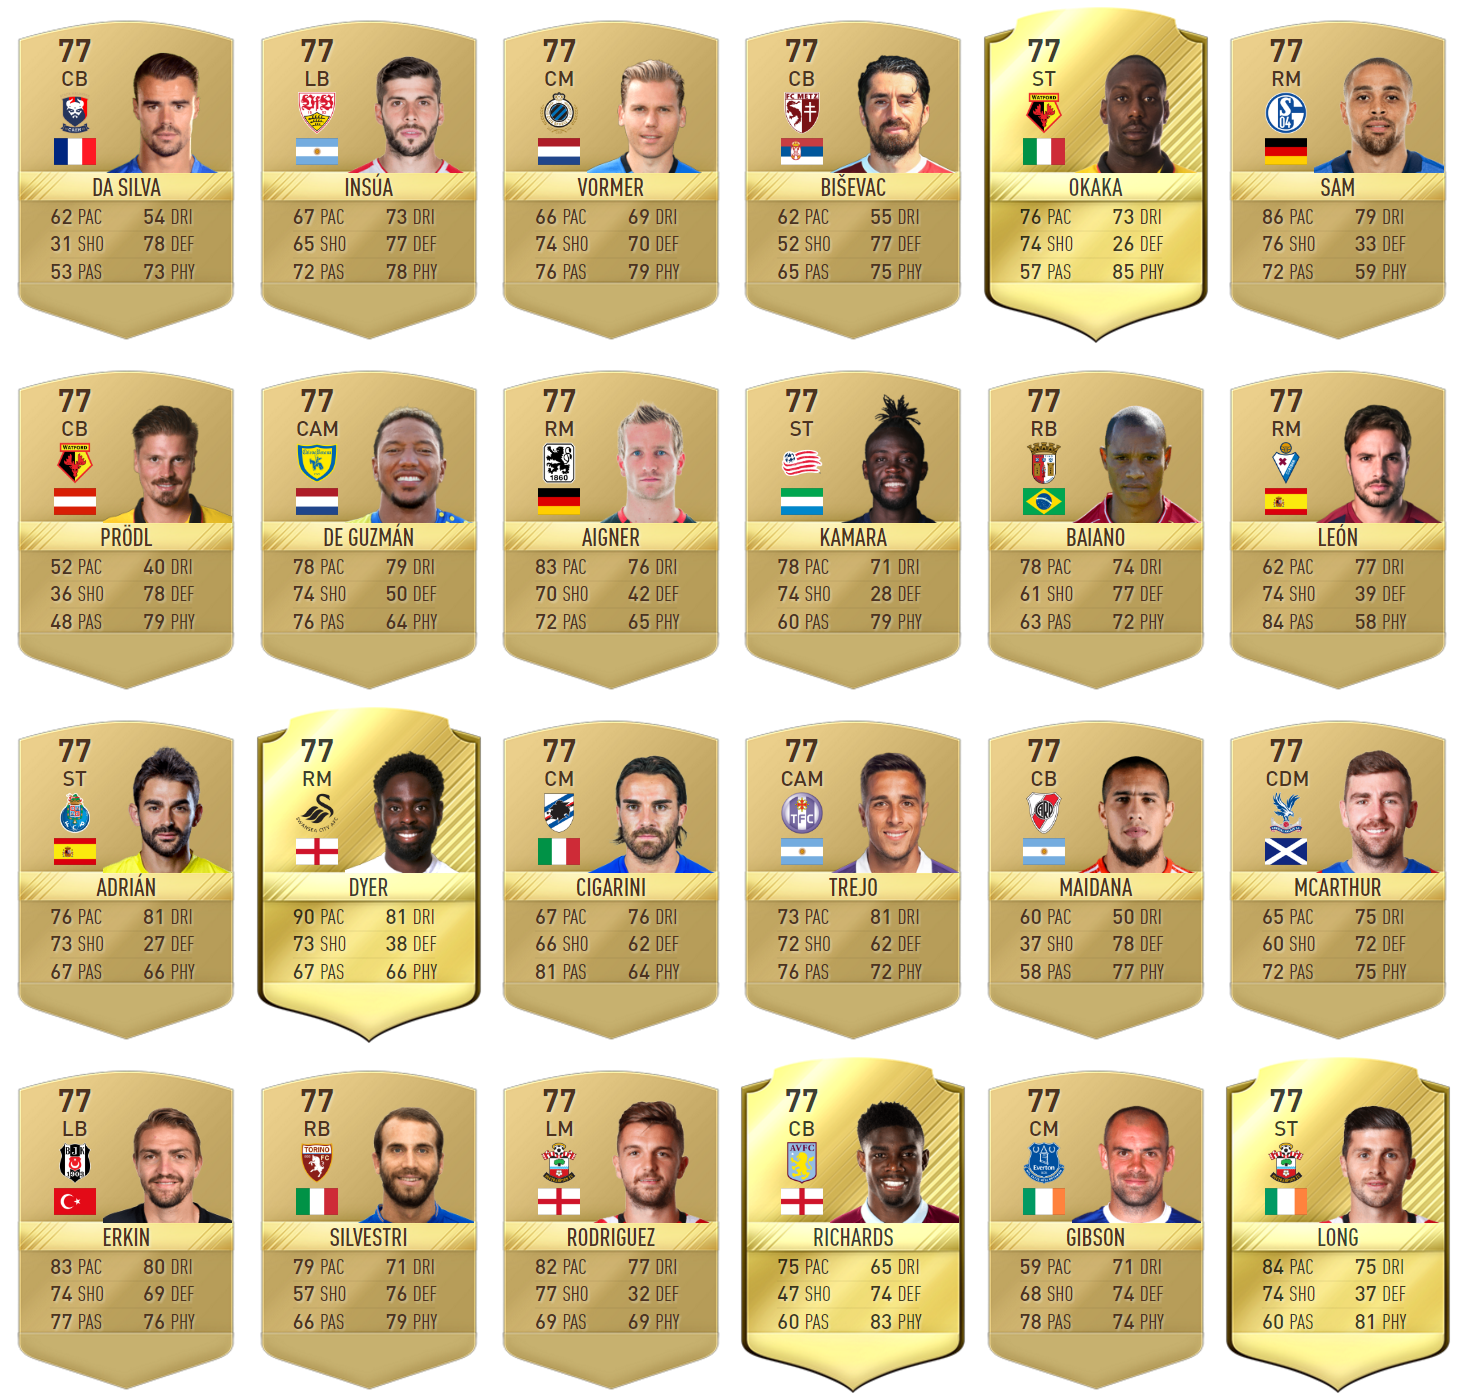 77
CB
DA SILVA
62 PAC 54 DRI
31 SHO 78 DEF
53 PAS 73 PHY
77
LB
INSÚA
67 PAC 73 DRI
65 SHO 77 DEF
72 PAS 78 PHY
77
CM
VORMER
66 PAC 69 DRI
74 SHO 70 DEF
76 PAS 79 PHY
77
CB
FC METZ
BIŠEVAC
62 PAC 55 DRI
52 SHO 77 DEF
65 PAS 75 PHY
77
ST
WATFORD
OKAKA
76 PAC 73 DRI
74 SHO 26 DEF
57 PAS 85 PHY
77
RM
S
04
SAM
86 PAC 79 DRI
76 SHO 33 DEF
72 PAS 59 PHY
77
CB
WATFORD
PRÖDL
52 PAC 40 DRI
36 SHO 78 DEF
48 PAS 79 PHY
77
CAM
DE GUZMÁN
78 PAC 79 DRI
74 SHO 50 DEF
76 PAS 64 PHY
77
RM
1860
AIGNER
83 PAC 76 DRI
70 SHO 42 DEF
72 PAS 65 PHY
77
ST
KAMARA
78 PAC 71 DRI
74 SHO 28 DEF
60 PAS 79 PHY
77
RB
BAIANO
78 PAC 74 DRI
61 SHO 77 DEF
63 PAS 72 PHY
77
RM
LEÓN
62 PAC 77 DRI
74 SHO 39 DEF
84 PAS 58 PHY
77
ST
ADRIÁN
76 PAC 81 DRI
73 SHO 27 DEF
67 PAS 66 PHY
77
RM
SWANSEA CITY AFC
DYER
90 PAC 81 DRI
73 SHO 38 DEF
67 PAS 66 PHY
77
CM
CIGARINI
67 PAC 76 DRI
66 SHO 62 DEF
81 PAS 64 PHY
77
CAM
TFC
TREJO
73 PAC 81 DRI
72 SHO 62 DEF
76 PAS 72 PHY
77
CB
MAIDANA
60 PAC 50 DRI
37 SHO 78 DEF
58 PAS 77 PHY
77
CDM
MCARTHUR
65 PAC 75 DRI
60 SHO 72 DEF
72 PAS 75 PHY
77
LB
BJK
1903
ERKIN
83 PAC 80 DRI
74 SHO 69 DEF
77 PAS 76 PHY
77
RB
TORINO
FC
SILVESTRI
79 PAC 71 DRI
57 SHO 76 DEF
66 PAS 79 PHY
77
LM
RODRIGUEZ
82 PAC 77 DRI
77 SHO 32 DEF
69 PAS 69 PHY
77
CB
AVFC
RICHARDS
75 PAC 65 DRI
47 SHO 74 DEF
60 PAS 83 PHY
77
CM
Everton
GIBSON
59 PAC 71 DRI
68 SHO 74 DEF
78 PAS 74 PHY
77
ST
LONG
84 PAC 75 DRI
74 SHO 37 DEF
60 PAS 81 PHY